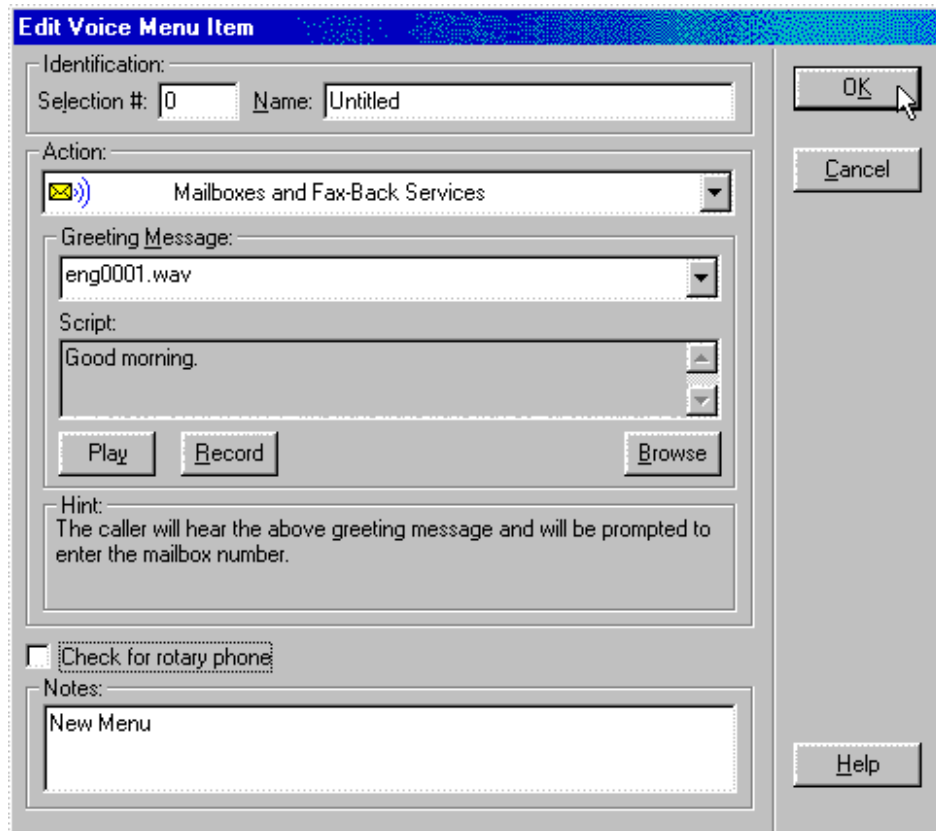 Edit Voice Menu Item
Identification:
Selection #: 0 Name: Untitled
OK
Action:
Cancel
Mailboxes and Fax-Back Services
Greeting Message:
eng0001.wav
Script:
Good morning.
Play Record Browse
Hint:
The caller will hear the above greeting message and will be prompted to
enter the mailbox number.
Check for rotary phone
Notes:
New Menu
Help